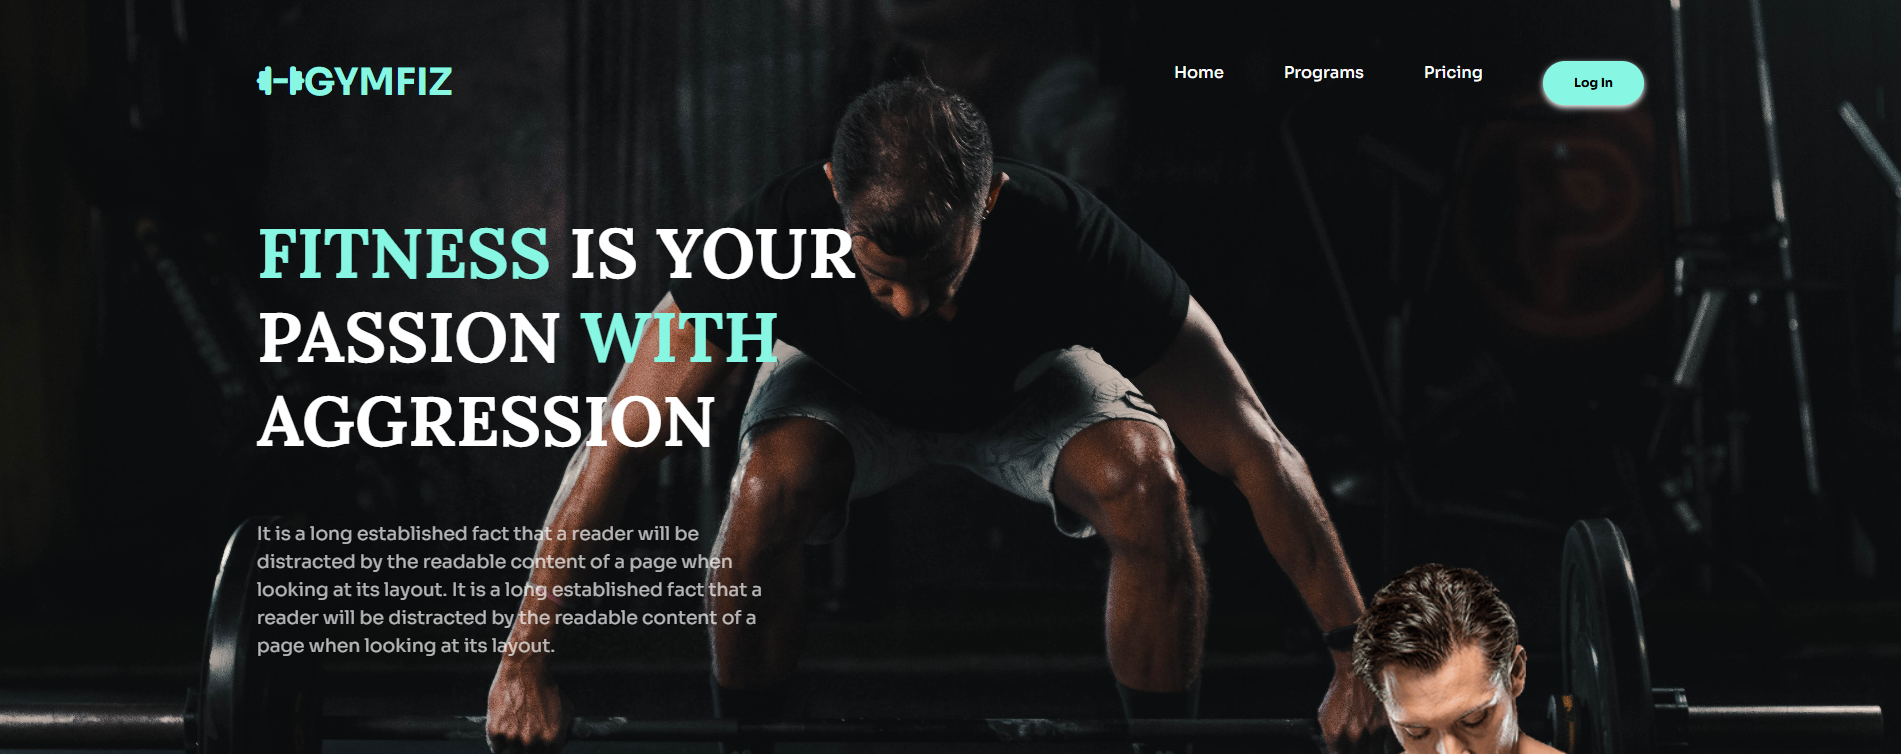 GYMFIZ
Home
Programs
Pricing
Log In
FITNESS IS YOUR
PASSION WITH
AGGRESSION
It is a long established fact that a reader will be
distracted by the readable content of a page when
looking at its layout. It is a long established fact that a
reader will be distracted by the readable content of a
page when looking at its layout.